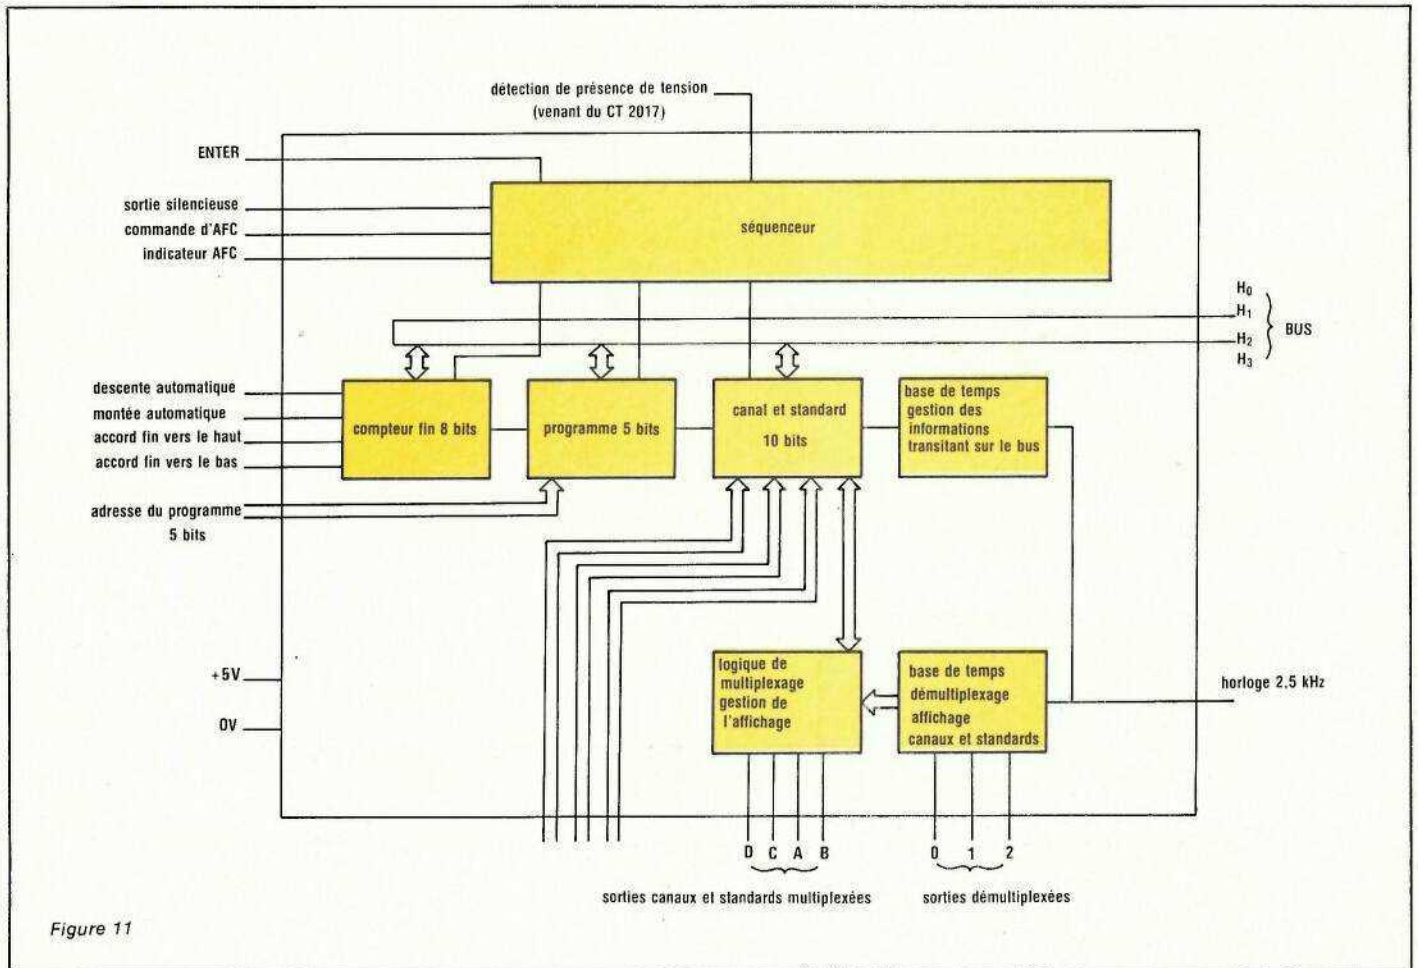 détection de présence de tension
(venant du CT 2017)
ENTER
sortie silencieuse
commande d'AFC
indicateur AFC
séquenceur
H0
H1
H2
H3
BUS
descente automatique
montée automatique
accord fin vers le haut
accord fin vers le bas
compteur fin 8 bits
programme 5 bits
canal et standard
10 bits
base de temps
gestion des
informations
transitant sur le bus
adresse du programme
5 bits
+5V
0V
logique de
multiplexage
gestion de
l'affichage
base de temps
démultiplexage
affichage
canaux et standards
horloge 2,5 kHz
D C A B
0 1 2
sorties canaux et standards multiplexées
sorties démultiplexées
Figure 11